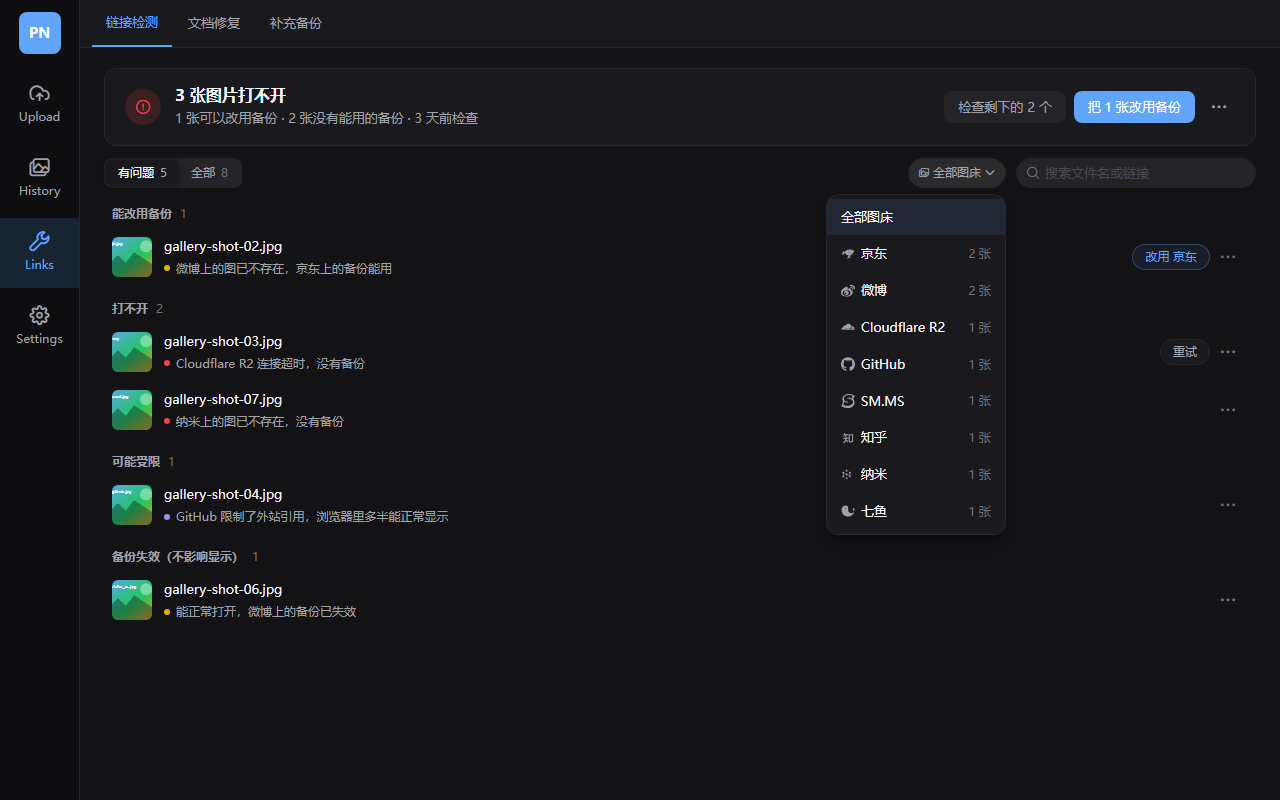 PN
Upload
History
Links
Settings
链接检测 文档修复 补充备份
3 张图片打不开
1 张可以改用备份 · 2 张没有能用的备份 · 3 天前检查
检查剩下的 2 个
把 1 张改用备份
有问题 5 全部 8
全部图床
搜索文件名或链接
全部图床
京东 2 张
微博 2 张
Cloudflare R2 1 张
GitHub 1 张
SM.MS 1 张
知 知乎 1 张
纳米 1 张
七鱼 1 张
能改用备份 1
gallery-shot-02.jpg
微博上的图已不存在，京东上的备份能用
改用 京东
打不开 2
gallery-shot-03.jpg
Cloudflare R2 连接超时，没有备份
重试
gallery-shot-07.jpg
纳米上的图已不存在，没有备份
可能受限 1
gallery-shot-04.jpg
GitHub 限制了外站引用，浏览器里多半能正常显示
备份失效（不影响显示） 1
gallery-shot-06.jpg
能正常打开，微博上的备份已失效